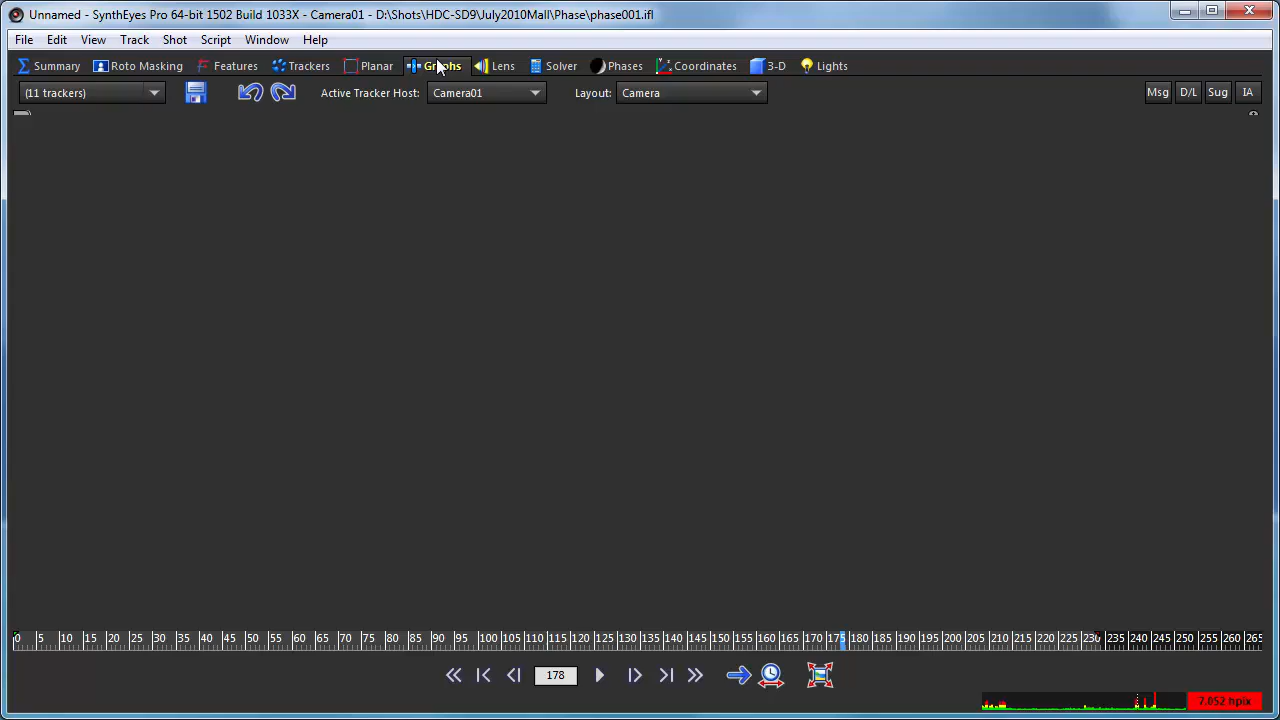 Unnamed - SynthEyes Pro 64-bit 1502 Build 1033X - Camera01 - D:\Shots\HDC-SD9\July2010Mall\Phase\phase001.ifl
File Edit View Track Shot Script Window Help
Summary Roto Masking Features Trackers Planar Graphs Lens Solver Phases Coordinates 3-D Lights
(11 trackers) Active Tracker Host: Camera01 Layout: Camera Msg D/L Sug IA
0 5 10 15 20 25 30 35 40 45 50 55 60 65 70 75 80 85 90 95 100 105 110 115 120 125 130 135 140 145 150 155 160 165 170 175 180 185 190 195 200 205 210 215 220 225 230 235 240 245 250 255 260 265
178
7.052 hpix